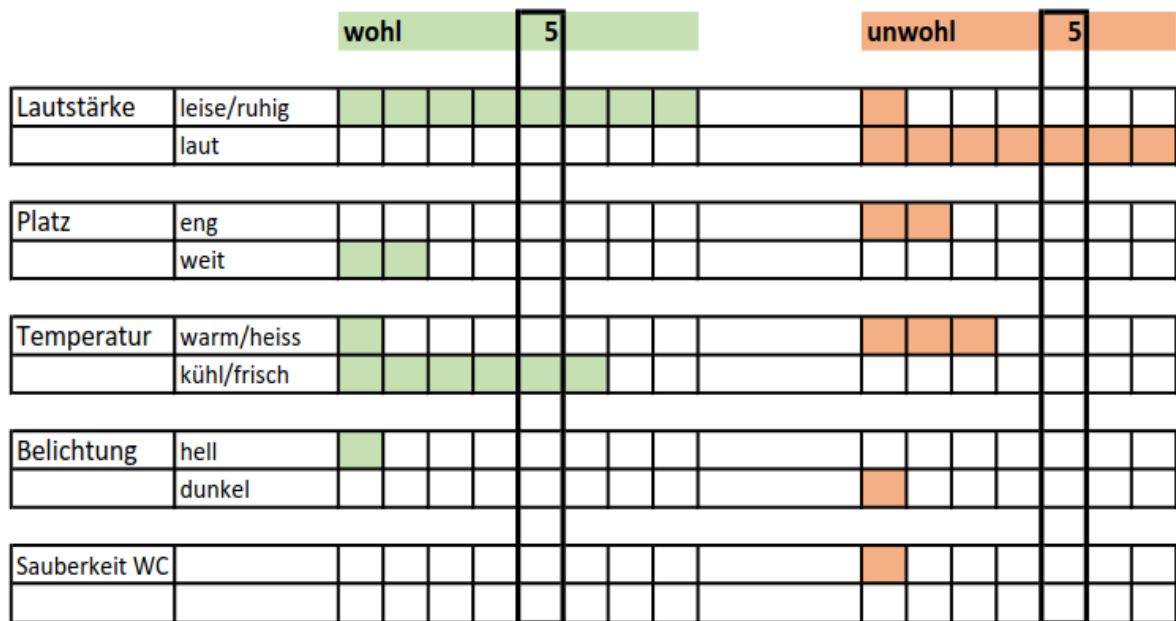 wohl 5 unwohl 5
Lautstärke leise/ruhig
laut
Platz eng
weit
Temperatur warm/heiss
kühl/frisch
Belichtung hell
dunkel
Sauberkeit WC